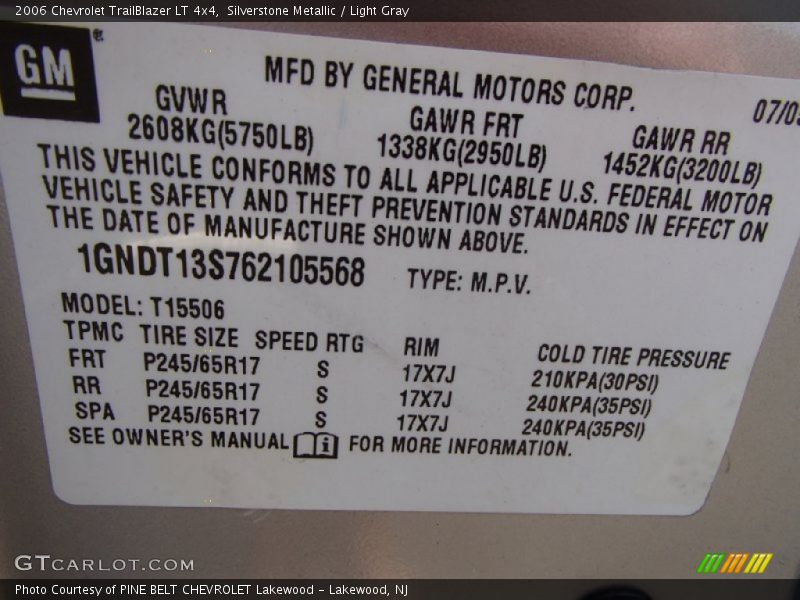 2006 Chevrolet TrailBlazer LT 4x4, Silverstone Metallic / Light Gray
GM®
MFD BY GENERAL MOTORS CORP.
GVWR GAWR FRT GAWR RR
2608KG(5750LB) 1338KG(2950LB) 1452KG(3200LB)
THIS VEHICLE CONFORMS TO ALL APPLICABLE U.S. FEDERAL MOTOR
VEHICLE SAFETY AND THEFT PREVENTION STANDARDS IN EFFECT ON
THE DATE OF MANUFACTURE SHOWN ABOVE.
1GNDT13S762105568 TYPE: M.P.V.
MODEL: T15506
TPMC TIRE SIZE SPEED RTG RIM COLD TIRE PRESSURE
FRT P245/65R17 S 17X7J 210KPA(30PSI)
RR P245/65R17 S 17X7J 240KPA(35PSI)
SPA P245/65R17 S 17X7J 240KPA(35PSI)
SEE OWNER'S MANUAL i FOR MORE INFORMATION.
GTCARLOT.COM
Photo Courtesy of PINE BELT CHEVROLET Lakewood - Lakewood, NJ